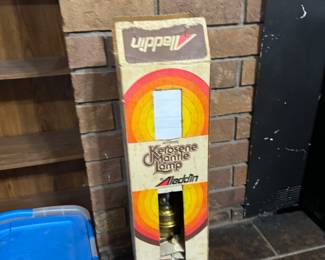 Aladdin
Kerosene
Mantle
Lamp
Aladdin